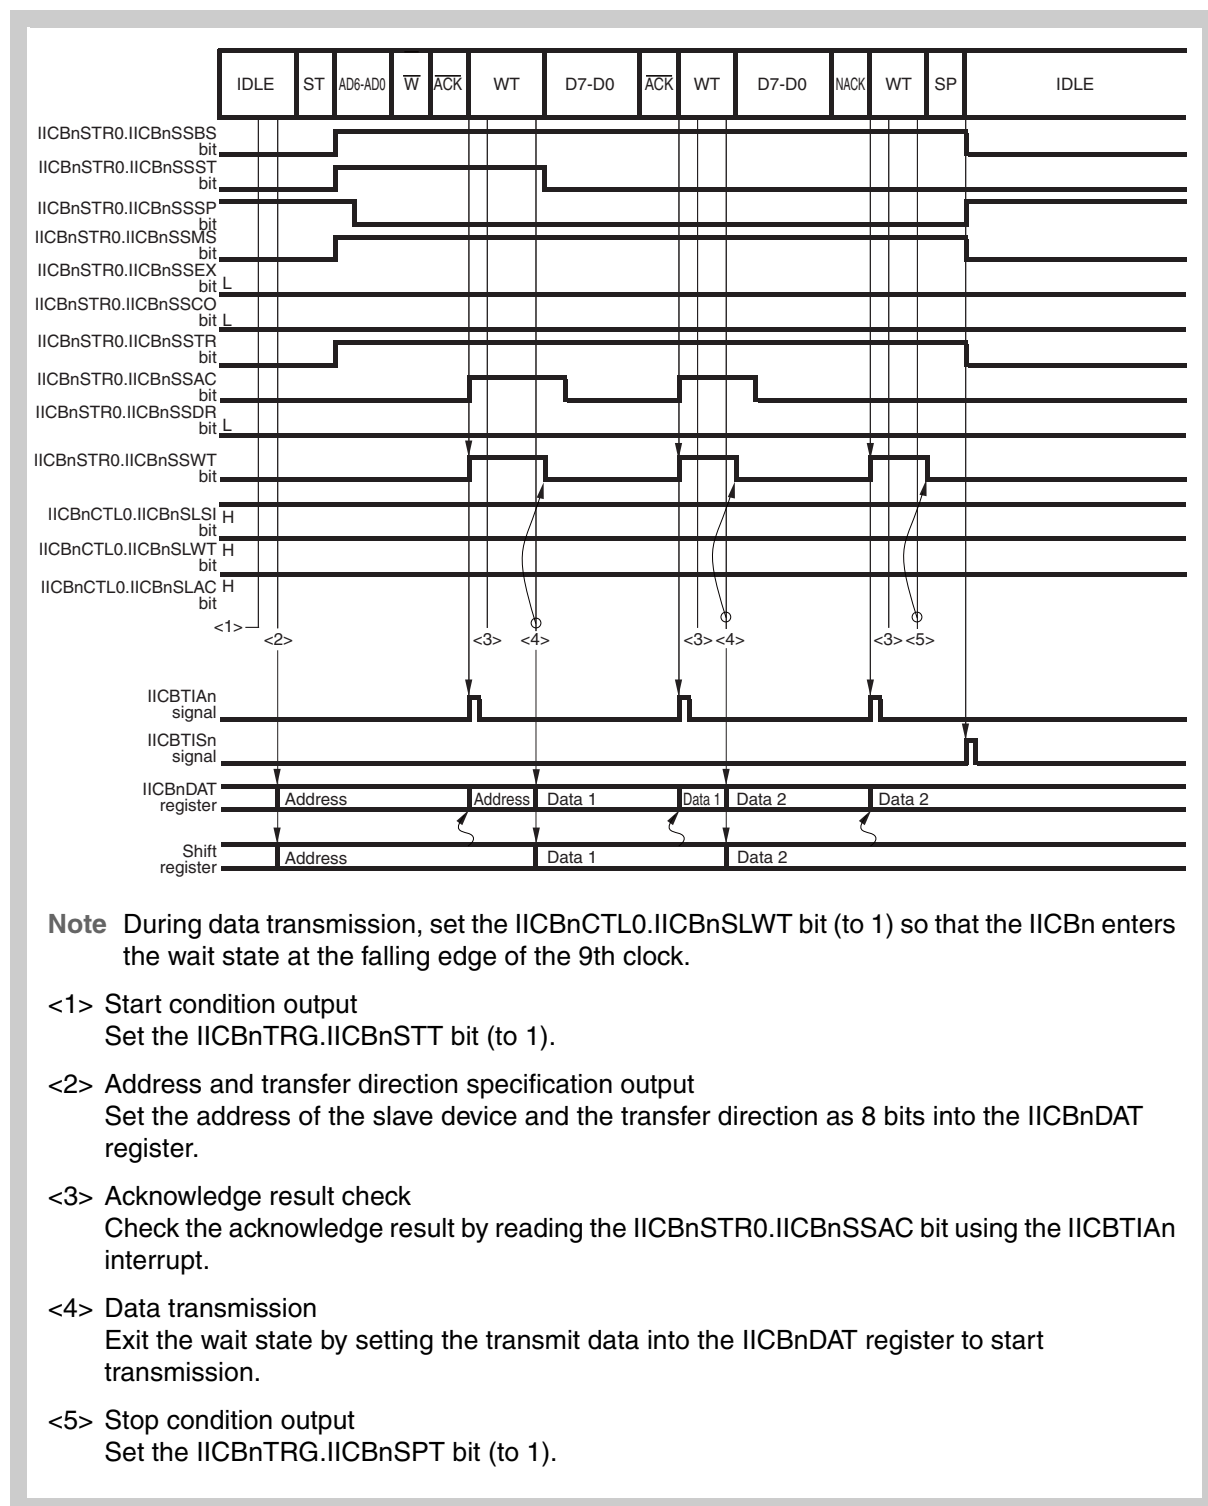 IDLE ST AD6-AD0 W ACK WT D7-D0 ACK WT D7-D0 NACK WT SP IDLE
IICBnSTR0.IICBnSSBS
bit
IICBnSTR0.IICBnSSST
bit
IICBnSTR0.IICBnSSSP
bit
IICBnSTR0.IICBnSSMS
bit
IICBnSTR0.IICBnSSEX
bit L
IICBnSTR0.IICBnSSCO
bit L
IICBnSTR0.IICBnSSTR
bit
IICBnSTR0.IICBnSSAC
bit
IICBnSTR0.IICBnSSDR
bit L
IICBnSTR0.IICBnSSWT
bit
IICBnCTL0.IICBnSLSI H
bit
IICBnCTL0.IICBnSLWT H
bit
IICBnCTL0.IICBnSLAC H
bit
<1>
<2> <3> <4> <3> <4> <3> <5>
IICBTIAn
signal
IICBTISn
signal
IICBnDAT
register Address Address Data 1 Data 1 Data 2 Data 2
Shift
register Address Data 1 Data 2
Note During data transmission, set the IICBnCTL0.IICBnSLWT bit (to 1) so that the IICBn enters
the wait state at the falling edge of the 9th clock.
<1> Start condition output
Set the IICBnTRG.IICBnSTT bit (to 1).
<2> Address and transfer direction specification output
Set the address of the slave device and the transfer direction as 8 bits into the IICBnDAT
register.
<3> Acknowledge result check
Check the acknowledge result by reading the IICBnSTR0.IICBnSSAC bit using the IICBTIAn
interrupt.
<4> Data transmission
Exit the wait state by setting the transmit data into the IICBnDAT register to start
transmission.
<5> Stop condition output
Set the IICBnTRG.IICBnSPT bit (to 1).